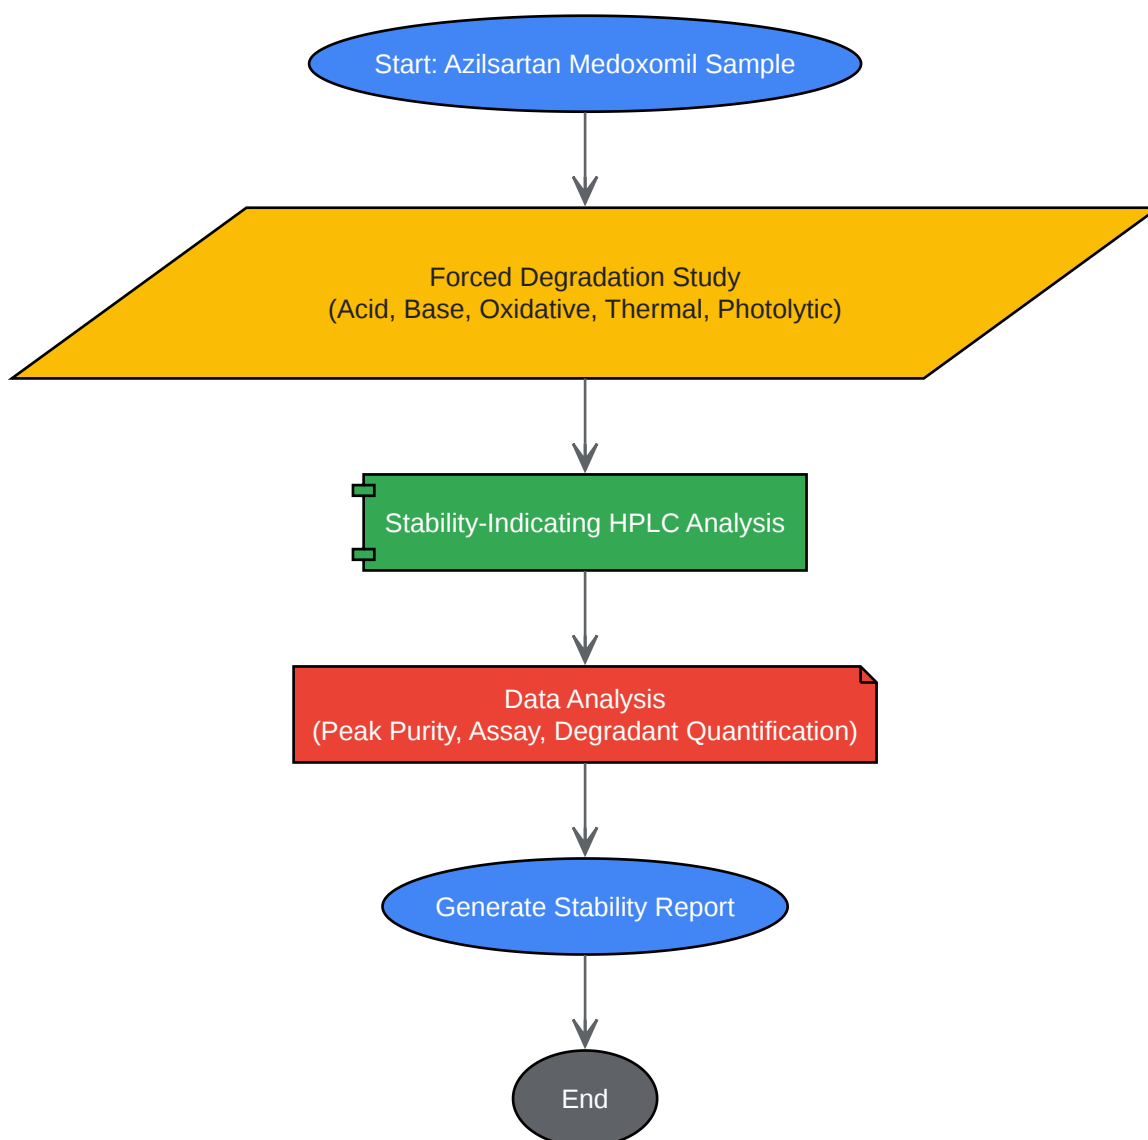 Start: Azilsartan Medoxomil Sample
Forced Degradation Study
(Acid, Base, Oxidative, Thermal, Photolytic)
Stability-Indicating HPLC Analysis
Data Analysis
(Peak Purity, Assay, Degradant Quantification)
Generate Stability Report
End